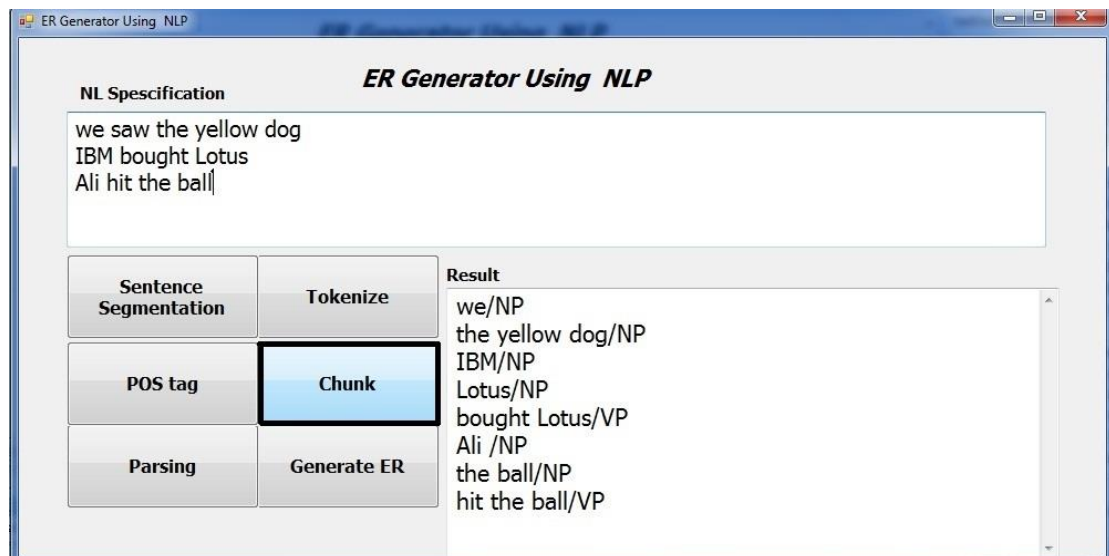 ER Generator Using NLP
ER Generator Using NLP
NL Spescification
we saw the yellow dog
IBM bought Lotus
Ali hit the ball
Sentence
Segmentation
Tokenize
POS tag
Chunk
Parsing
Generate ER
Result
we/NP
the yellow dog/NP
IBM/NP
Lotus/NP
bought Lotus/VP
Ali /NP
the ball/NP
hit the ball/VP